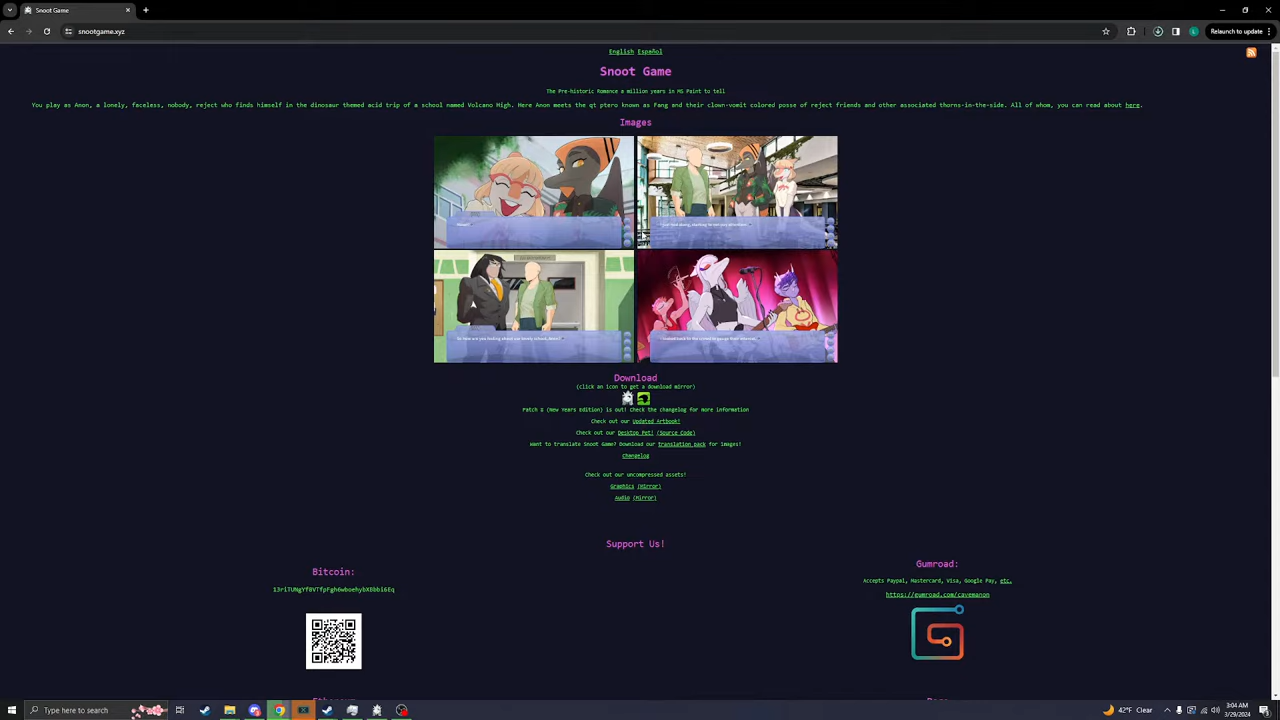 Snoot Game
snootgame.xyz
Relaunch to update
English Español
Snoot Game
The Pre-historic Romance a million years in MS Paint to tell
You play as Anon, a lonely, faceless, nobody, reject who finds himself in the dinosaur themed acid trip of a school named Volcano High. Here Anon meets the qt ptero known as Fang and their clown-vomit colored posse of reject friends and other associated thorns-in-the-side. All of whom, you can read about here.
Images
Download
(click an icon to get a download mirror)
(New Years Edition) is out! Check the changelog for more information
Check out our Updated Artbook!
Check out our Desktop Pet! (Source Code)
Want to translate Snoot Game? Download our translation pack for images!
Changelog
Check out our uncompressed assets!
Graphics (Mirror)
Audio (Mirror)
Support Us!
Bitcoin:
Gumroad:
Accepts Paypal, Mastercard, Visa, Google Pay, etc.
https://gumroad.com/cavemanon
Type here to search
42°F Clear
3:04 AM
3/29/2024